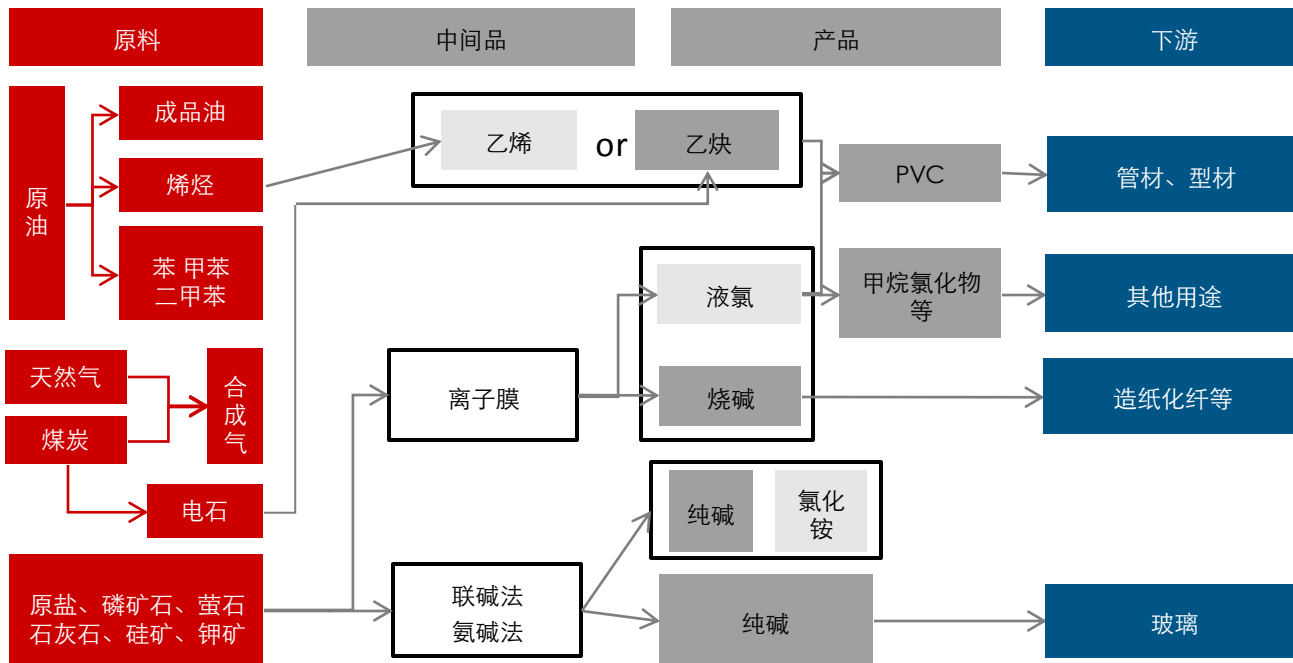 原料
中间品
产品
下游
原
油
成品油
烯烃
苯 甲苯
二甲苯
乙烯
or
乙炔
PVC
管材、型材
液氯
甲烷氯化物
等
其他用途
天然气
煤炭
合
成
气
离子膜
烧碱
造纸化纤等
电石
纯碱
氯化
铵
原盐、磷矿石、萤石
石灰石、硅矿、钾矿
联碱法
氨碱法
纯碱
玻璃